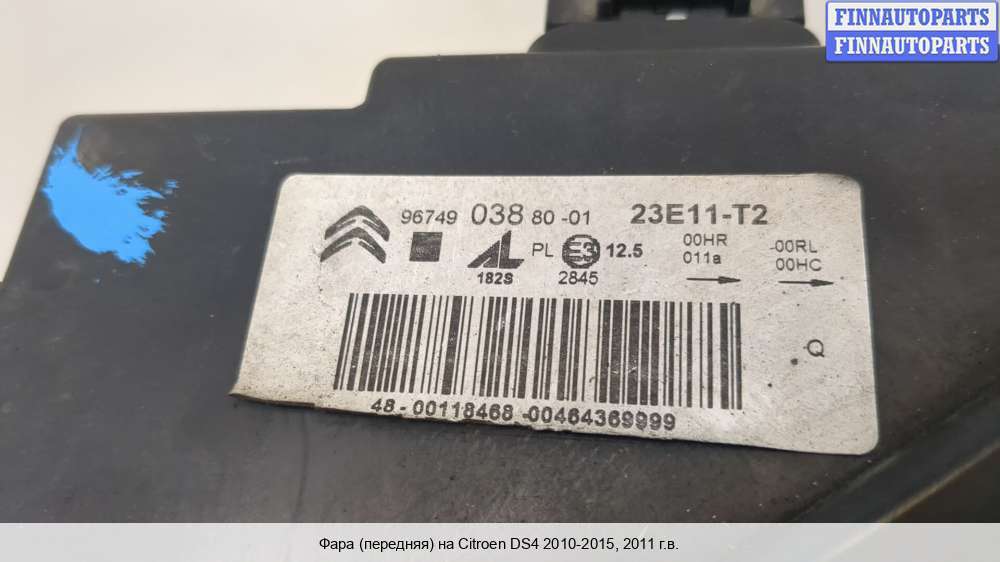 FINNAUTOPARTS
FINNAUTOPARTS
96749 038 80-01 23E11-T2
AL PL E3 12.5 00HR 00RL
182S 2845 011a 00HC
Q
48-00118468-00464369999
Фара (передняя) на Citroen DS4 2010-2015, 2011 г.в.